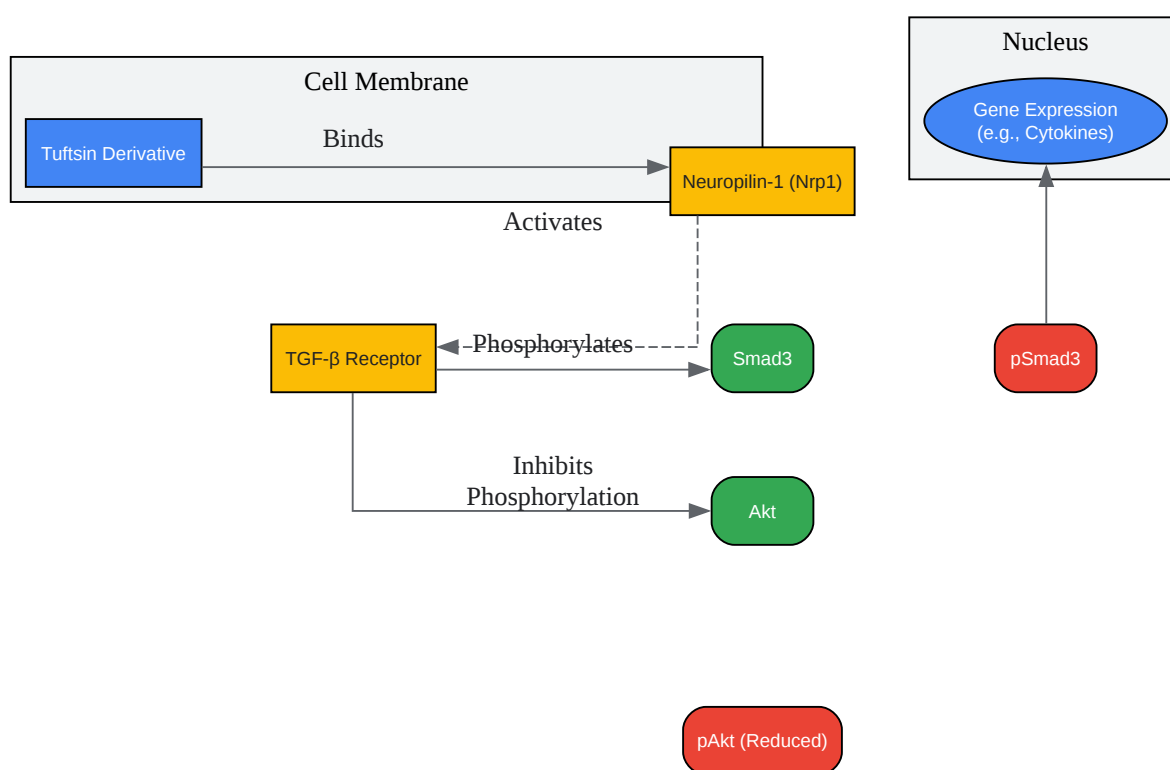 Nucleus
Cell Membrane
Gene Expression
(e.g., Cytokines)
Binds
Tuftsin Derivative
Neuropilin-1 (Nrp1)
Activates
Phosphorylates
TGF-β Receptor
Smad3
pSmad3
Inhibits
Phosphorylation
Akt
pAkt (Reduced)